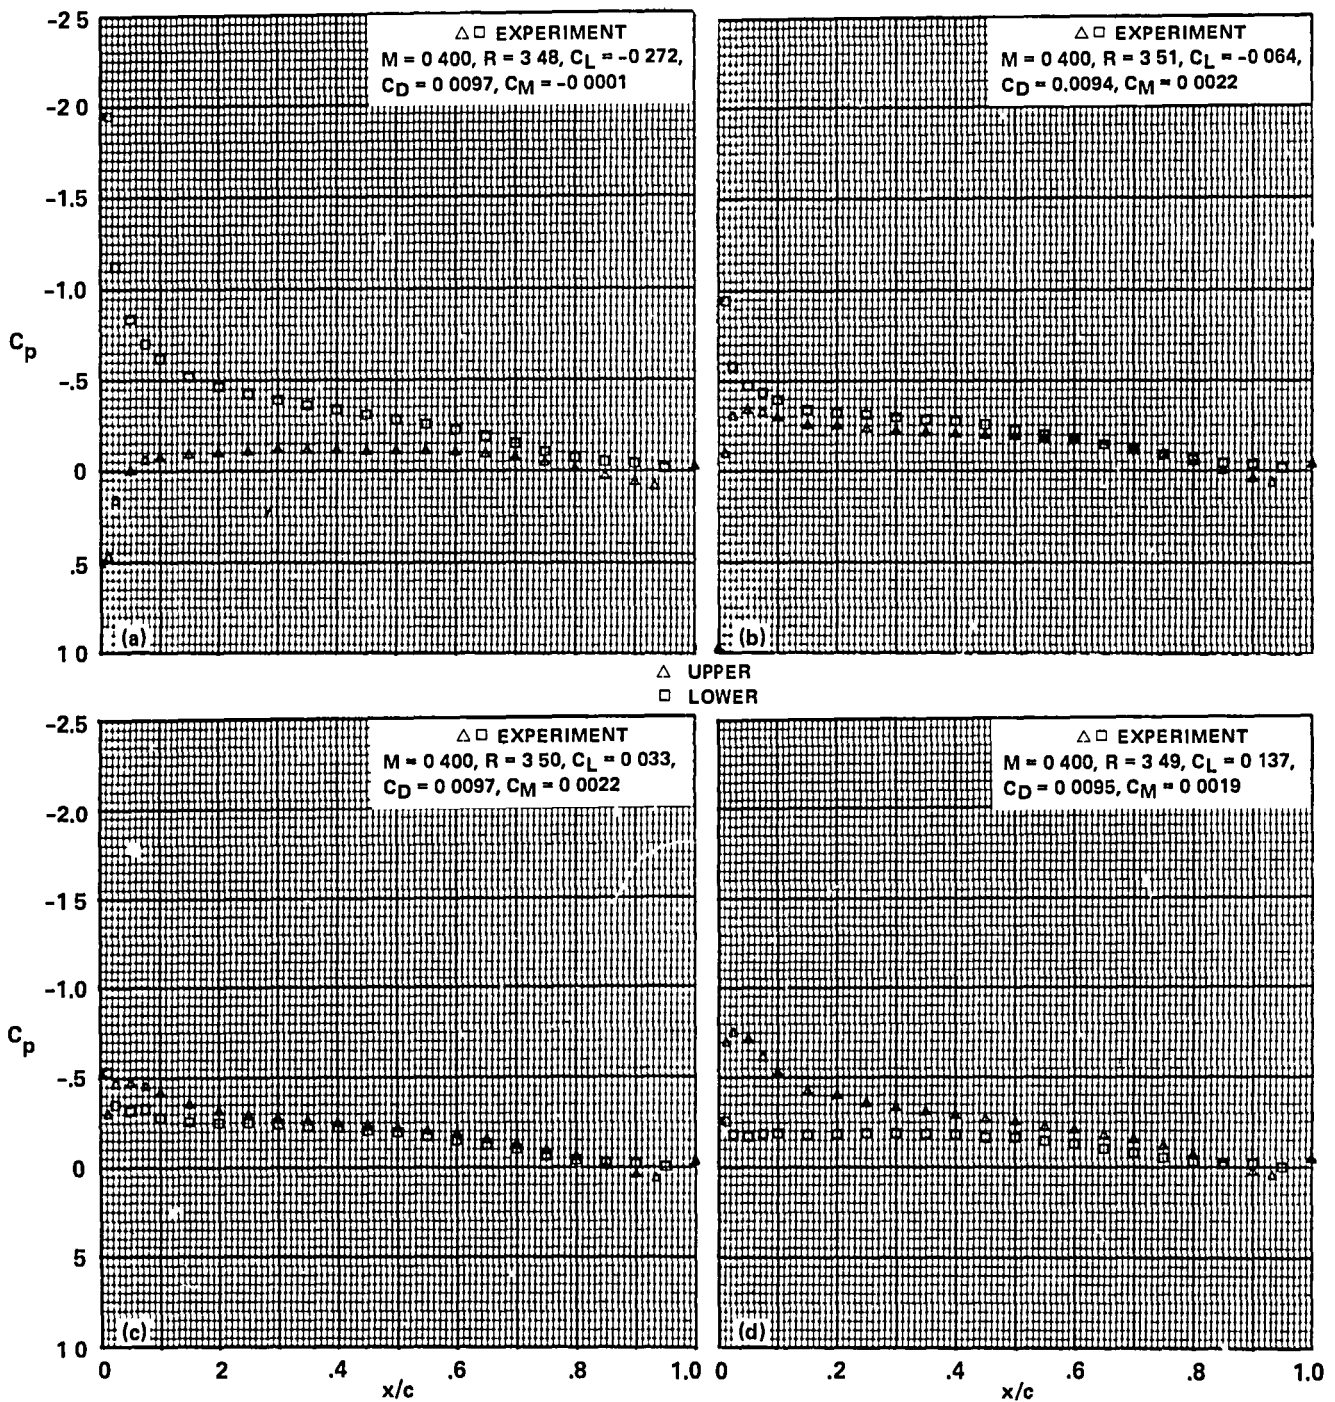 △ □ EXPERIMENT
M = 0 400, R = 3 48, CL = -0 272,
CD = 0 0097, CM = -0 0001
-2 5
-2 0
-1 5
-1.0
-.5
0
.5
1 0
Cp
(a)
△ □ EXPERIMENT
M = 0 400, R = 3 51, CL = -0 064,
CD = 0.0094, CM = 0 0022
(b)
△ UPPER
□ LOWER
△ □ EXPERIMENT
M = 0 400, R = 3 50, CL = 0 033,
CD = 0 0097, CM = 0 0022
-2.5
-2.0
-1 5
-1.0
-.5
0
5
1 0
Cp
(c)
0 2 .4 .6 .8 1.0
x/c
△ □ EXPERIMENT
M = 0 400, R = 3 49, CL = 0 137,
CD = 0 0095, CM = 0 0019
(d)
0 .2 .4 .6 .8 1.0
x/c